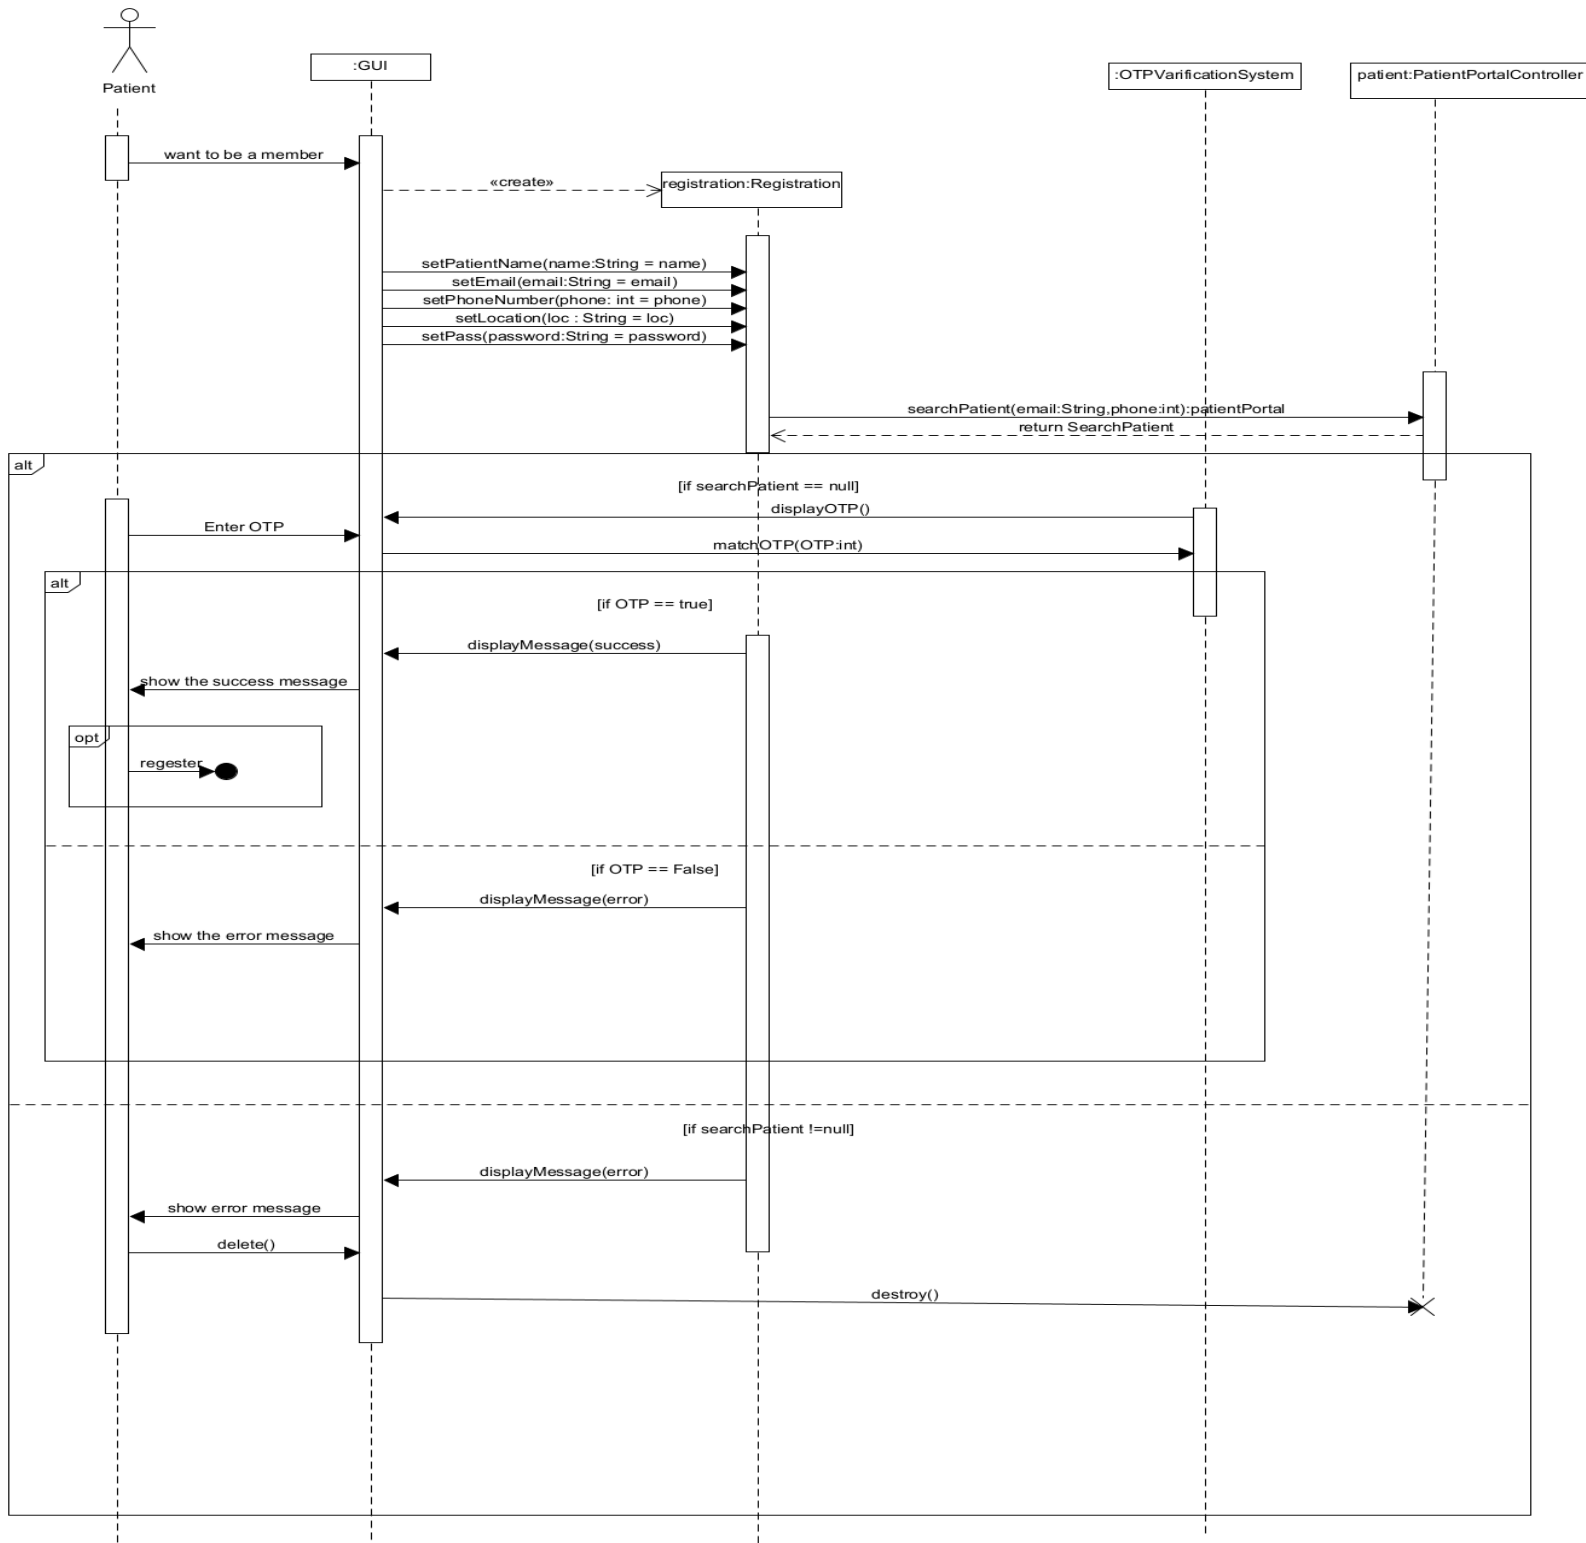 Patient
:GUI
:OTPVarificationSystem
patient:PatientPortalController
want to be a member
«create»
registration:Registration
setPatientName(name:String = name)
setEmail(email:String = email)
setPhoneNumber(phone: int = phone)
setLocation(loc : String = loc)
setPass(password:String = password)
searchPatient(email:String,phone:int):patientPortal
return SearchPatient
alt
[if searchPatient == null]
displayOTP()
Enter OTP
matchOTP(OTP:int)
alt
[if OTP == true]
displayMessage(success)
show the success message
opt
regester
[if OTP == False]
displayMessage(error)
show the error message
[if searchPatient !=null]
displayMessage(error)
show error message
delete()
destroy()